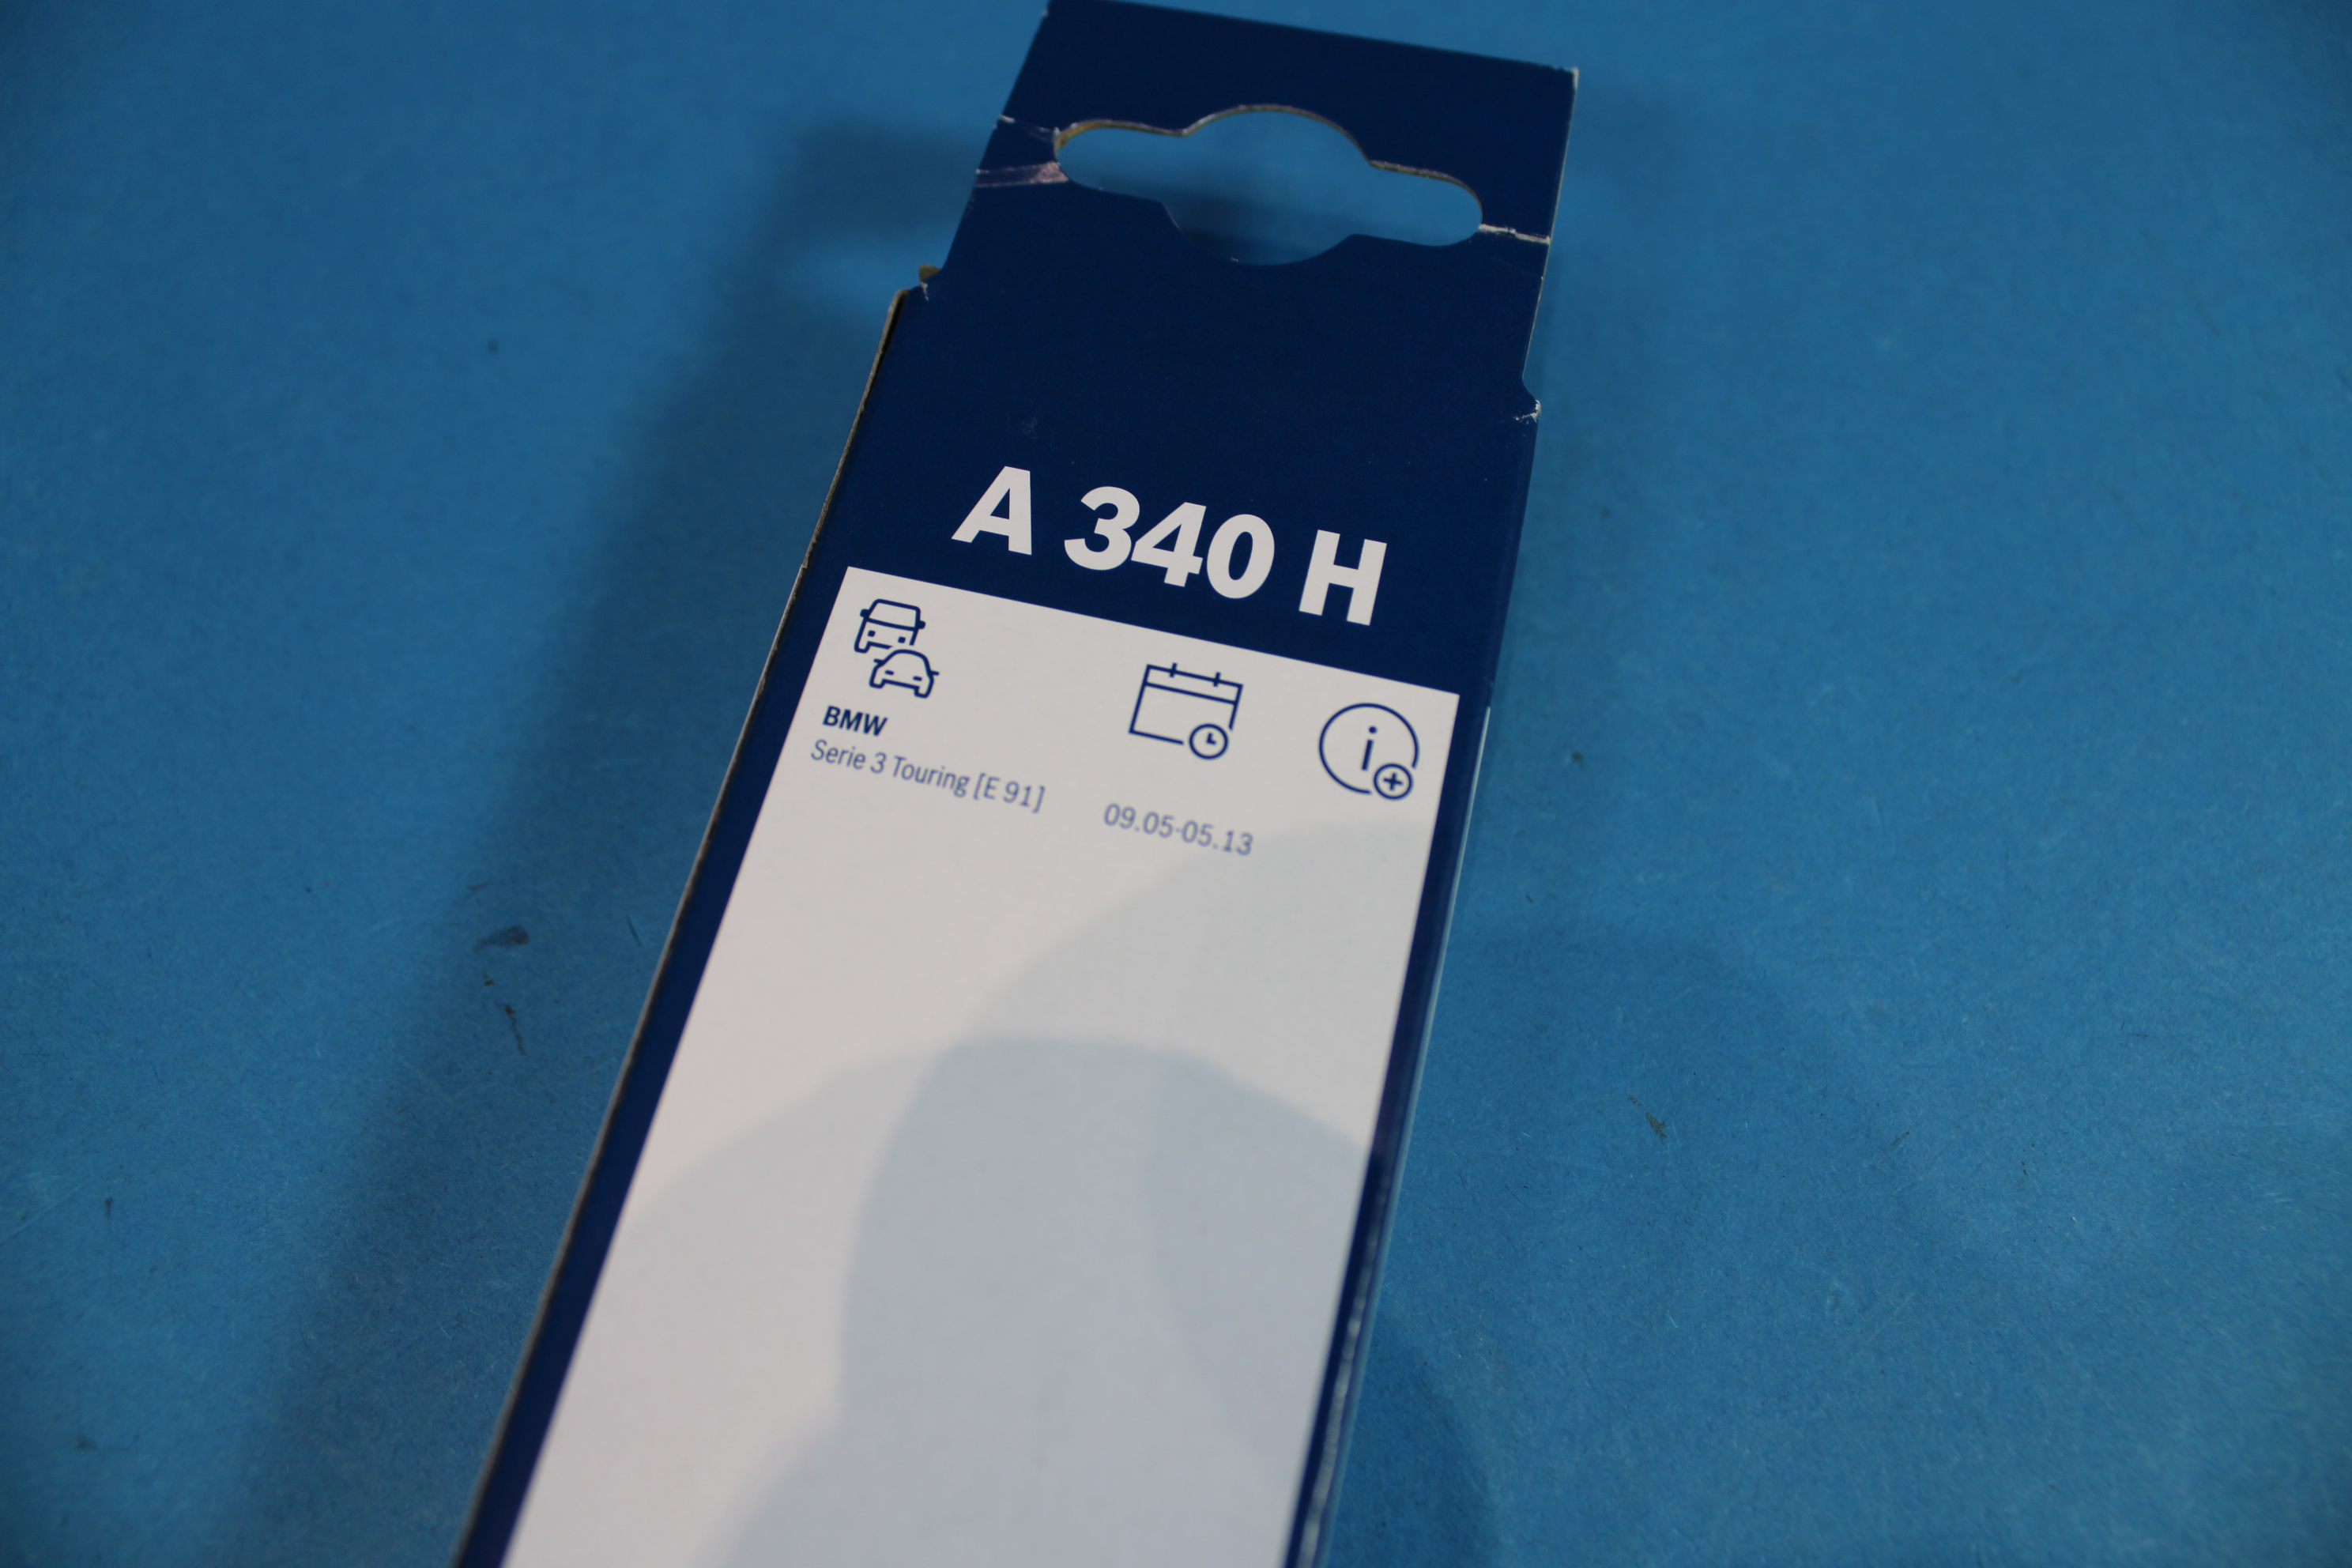 A 340 H
BMW
Serie 3 Touring [E 91]
09.05-05.13